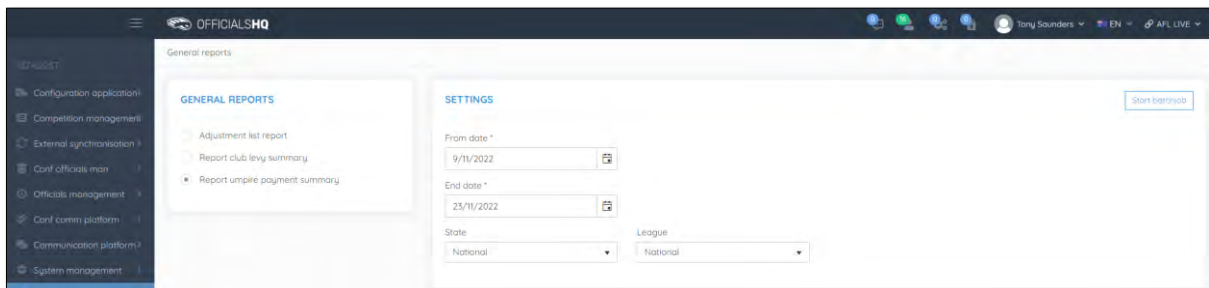 OFFICIALSHQ
Tony Saunders
EN
AFL LIVE
General reports
Configuration application
Competition management
External synchronisation
Conf officials man
Officials management
Conf comm platform
Communication platform
System management
GENERAL REPORTS
Adjustment list report
Report club levy summary
Report umpire payment summary
SETTINGS
Start batchjob
From date *
9/11/2022
End date *
23/11/2022
State
League
National
National